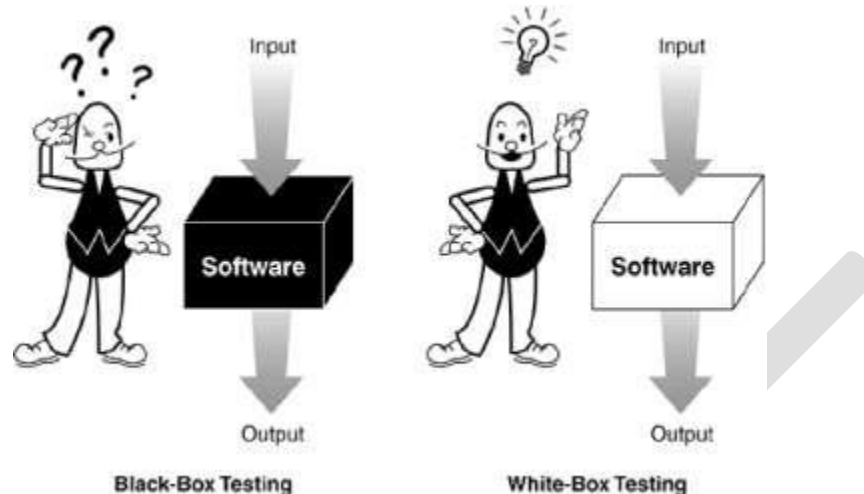 ? ? ?
Input
Software
Output
Black-Box Testing
Input
Software
Output
White-Box Testing